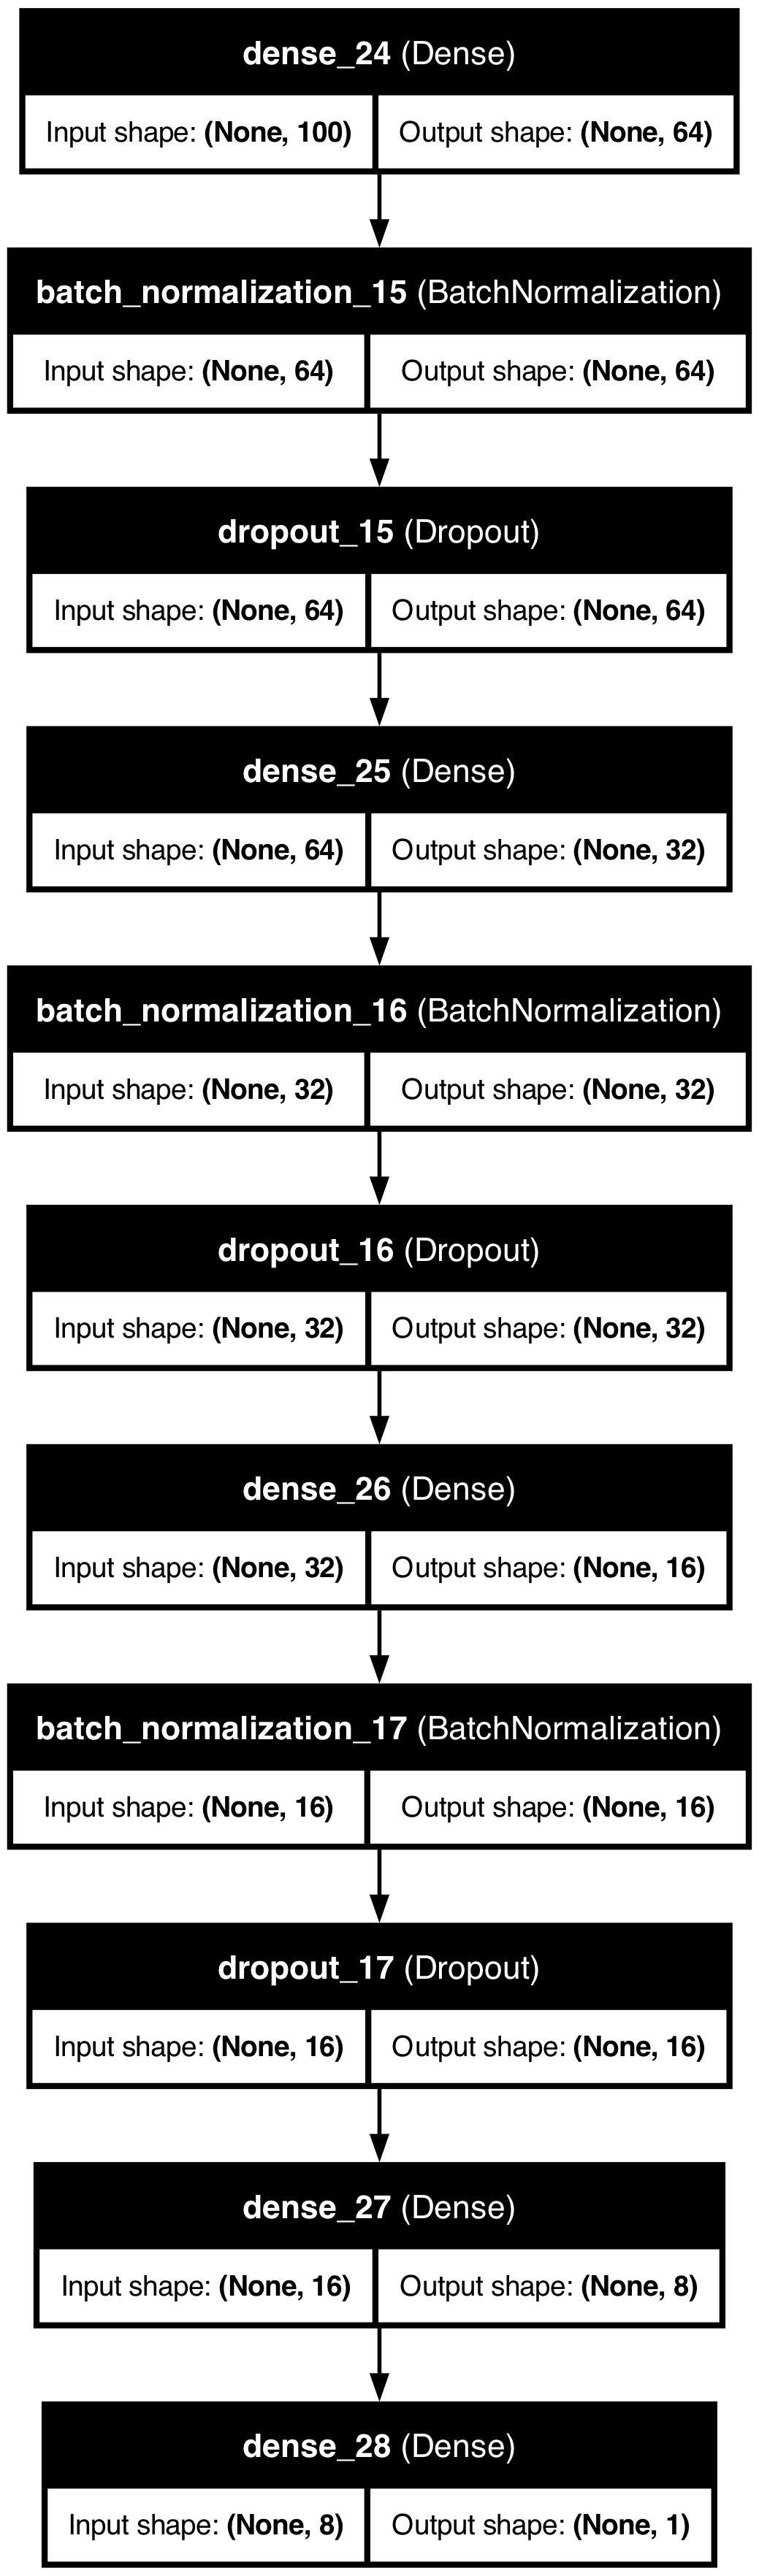 dense_24 (Dense)
Input shape: (None, 100) Output shape: (None, 64)
batch_normalization_15 (BatchNormalization)
Input shape: (None, 64) Output shape: (None, 64)
dropout_15 (Dropout)
Input shape: (None, 64) Output shape: (None, 64)
dense_25 (Dense)
Input shape: (None, 64) Output shape: (None, 32)
batch_normalization_16 (BatchNormalization)
Input shape: (None, 32) Output shape: (None, 32)
dropout_16 (Dropout)
Input shape: (None, 32) Output shape: (None, 32)
dense_26 (Dense)
Input shape: (None, 32) Output shape: (None, 16)
batch_normalization_17 (BatchNormalization)
Input shape: (None, 16) Output shape: (None, 16)
dropout_17 (Dropout)
Input shape: (None, 16) Output shape: (None, 16)
dense_27 (Dense)
Input shape: (None, 16) Output shape: (None, 8)
dense_28 (Dense)
Input shape: (None, 8) Output shape: (None, 1)